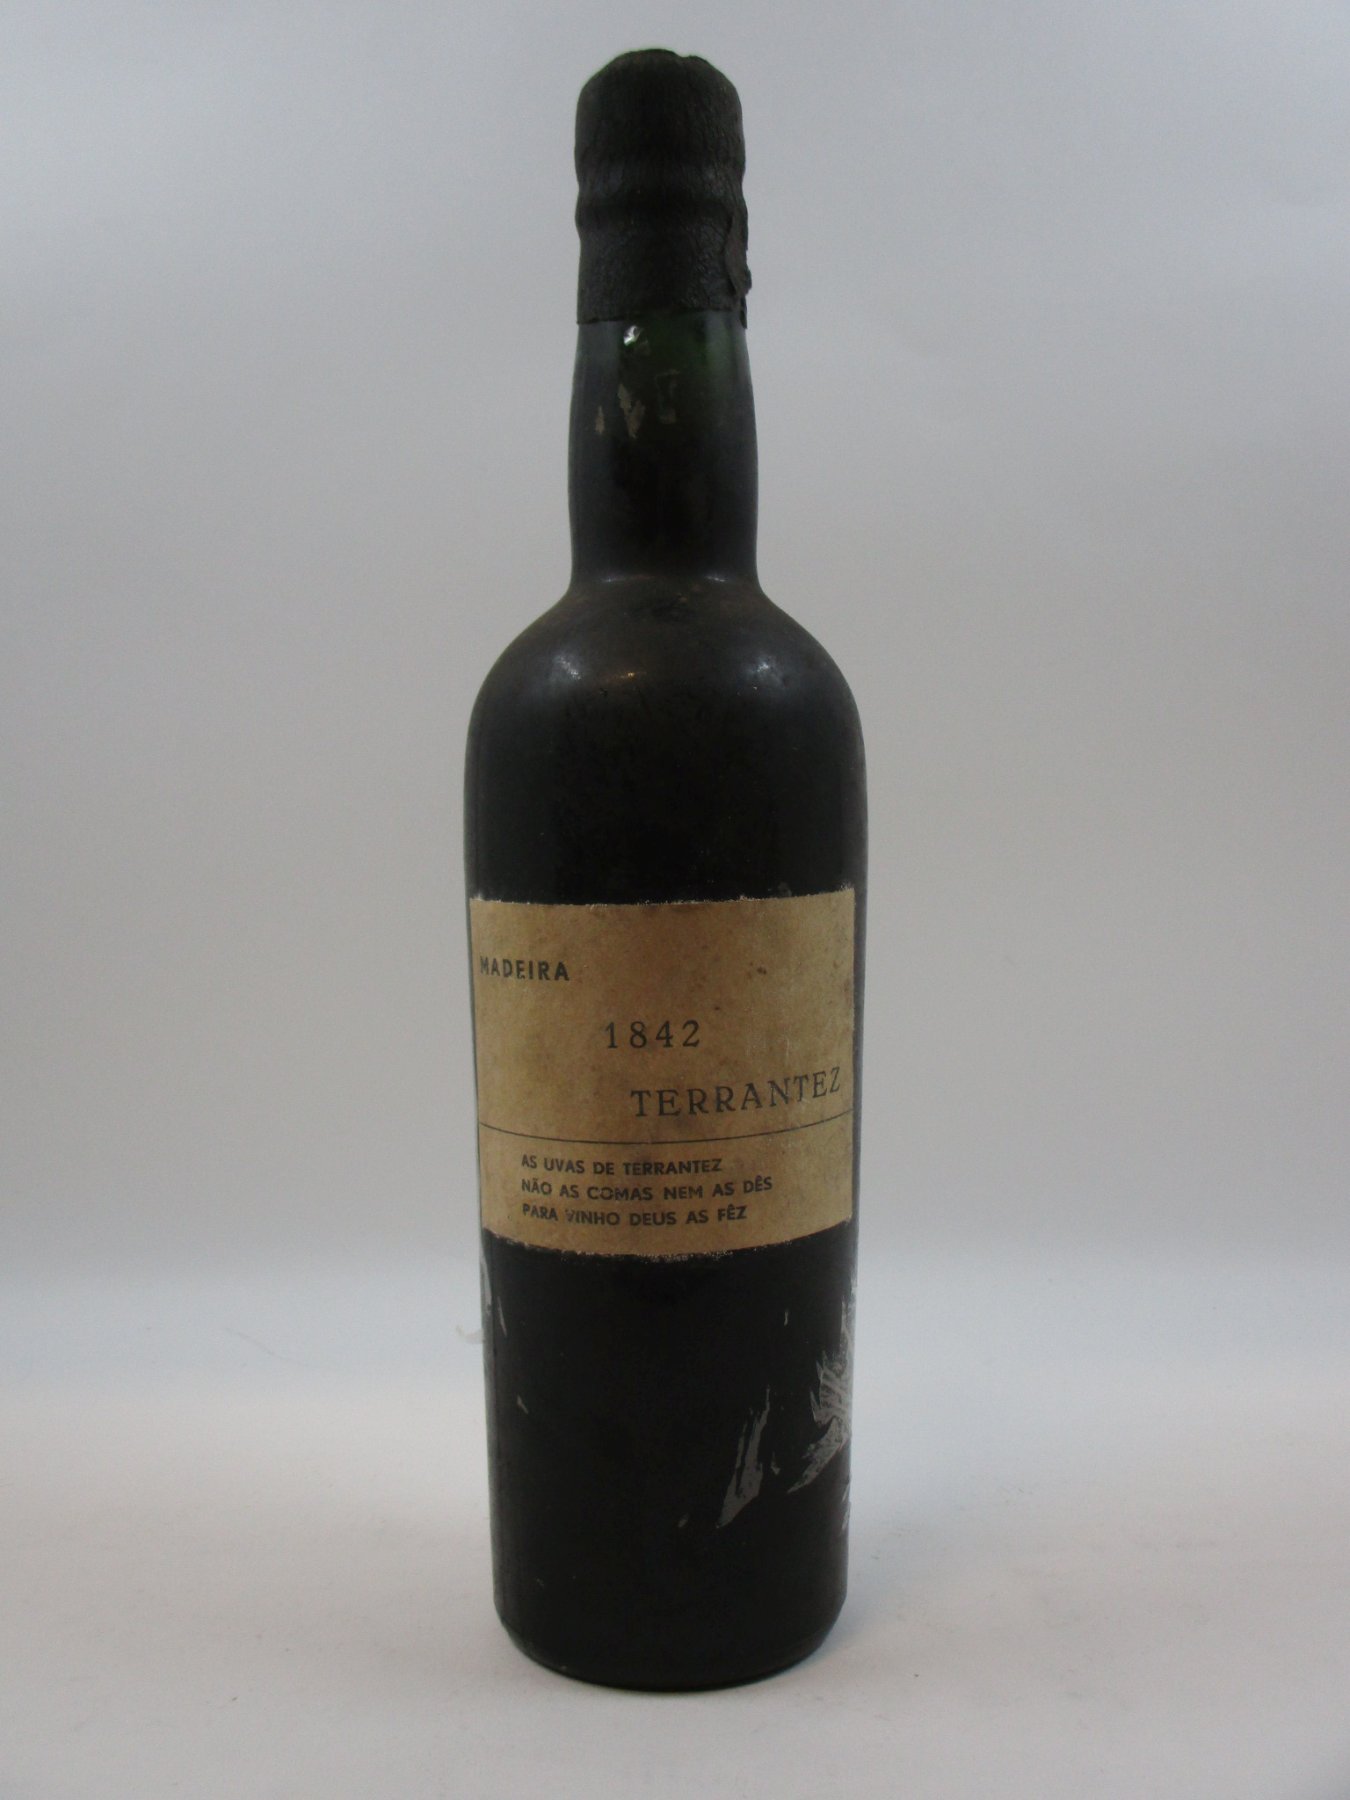 MADEIRA
1842
TERRANTEZ
AS UVAS DE TERRANTEZ
NÃO AS COMAS NEM AS DÊS
PARA VINHO DEUS AS FÊZ